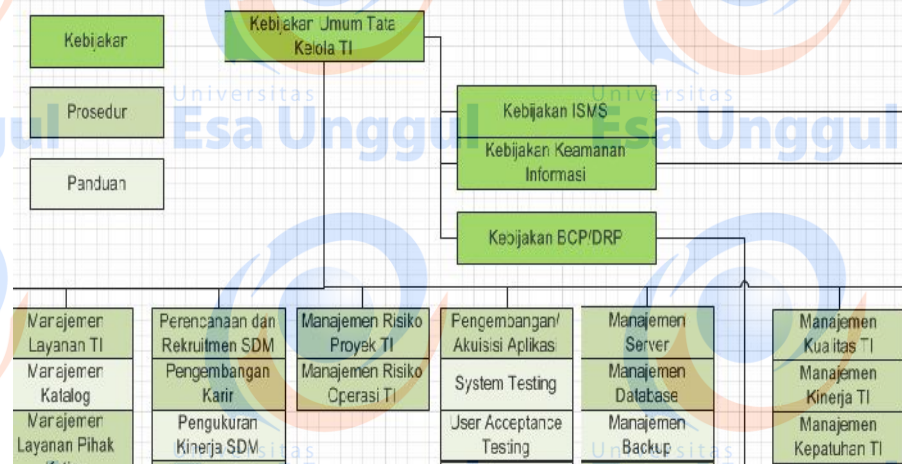 Kebijakan
Prosedur
Panduan
Kebijakan Umum Tata
Kelola TI
Kebijakan ISMS
Kebijakan Keamanan
Informasi
Kebijakan BCP/DRP
Manajemen
Layanan TI
Manajemen
Katalog
Manajemen
Layanan Pihak
Perencanaan dan
Rekruitmen SDM
Pengembangan
Karir
Pengukuran
Kinerja SDM
Manajemen Risiko
Proyek TI
Manajemen Risiko
Operasi TI
Pengembangan/
Akuisisi Aplikasi
System Testing
User Acceptance
Testing
Manajemen
Server
Manajemen
Database
Manajemen
Backup
Manajemen
Kualitas TI
Manajemen
Kinerja TI
Manajemen
Kepatuhan TI
Universitas
Esa Unggul
Universitas
Esa Unggul
gul
Universitas
Universitas